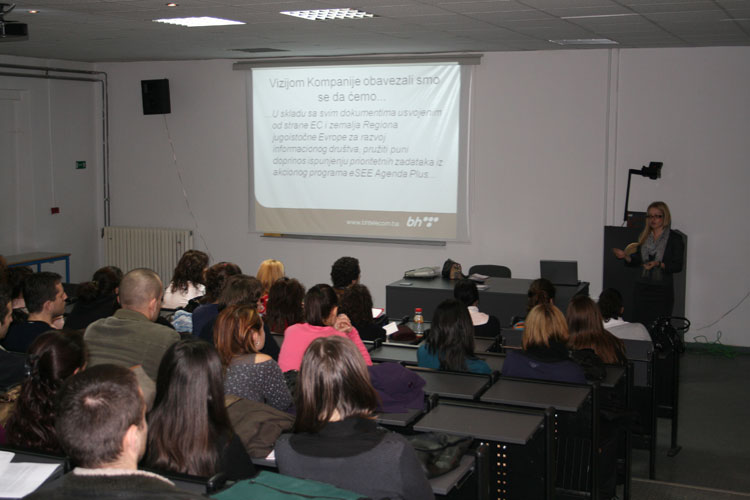 Vizijom Kompanije obavezali smo
se da ćemo...
...U skladu sa svim dokumentima usvojenim
od strane EC i zemalja Regiona
jugoistočne Evrope za razvoj
informacionog društva, pružiti puni
doprinos ispunjenju prioritetnih zadataka iz
akcionog programa eSEE Agenda Plus...
www.bhtelecom.ba bh